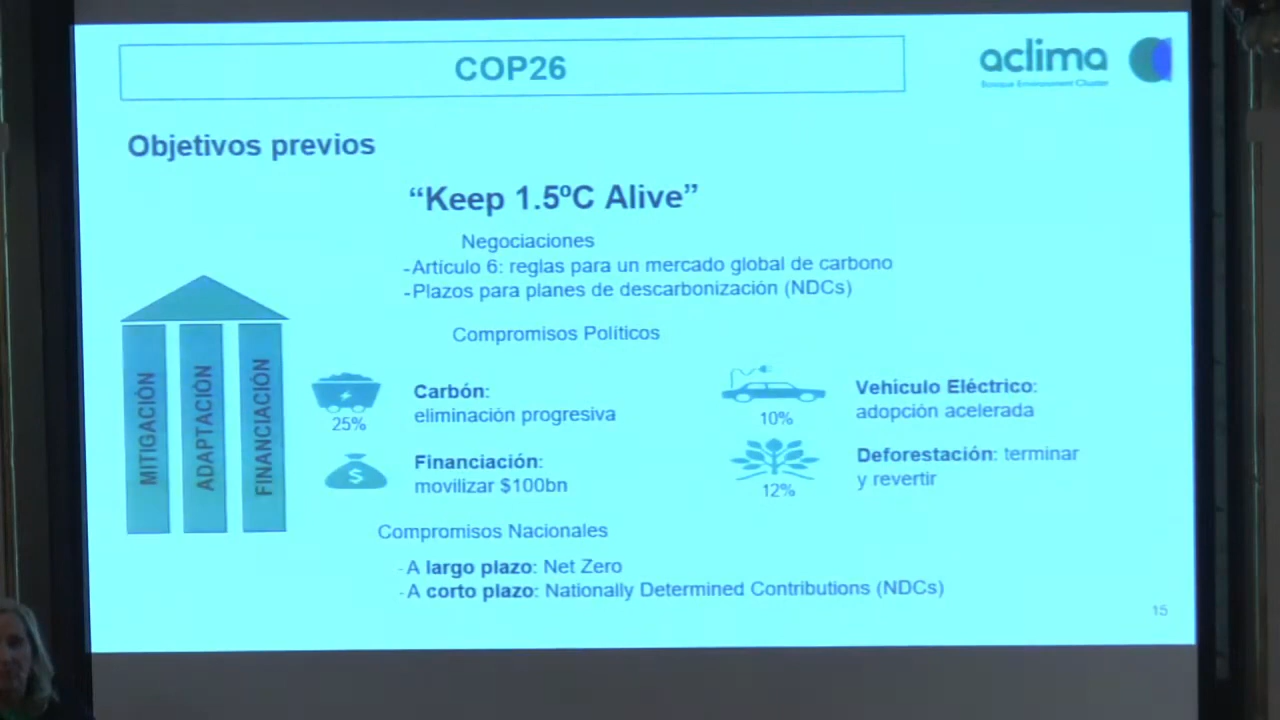 COP26
aclima
Basque Environment Cluster
Objetivos previos
“Keep 1.5ºC Alive”
Negociaciones
-Artículo 6: reglas para un mercado global de carbono
-Plazos para planes de descarbonización (NDCs)
Compromisos Políticos
MITIGACIÓN
ADAPTACIÓN
FINANCIACIÓN
25%
Carbón:
eliminación progresiva
10%
Vehículo Eléctrico:
adopción acelerada
$
Financiación:
movilizar $100bn
12%
Deforestación: terminar
y revertir
Compromisos Nacionales
-A largo plazo: Net Zero
-A corto plazo: Nationally Determined Contributions (NDCs)
15